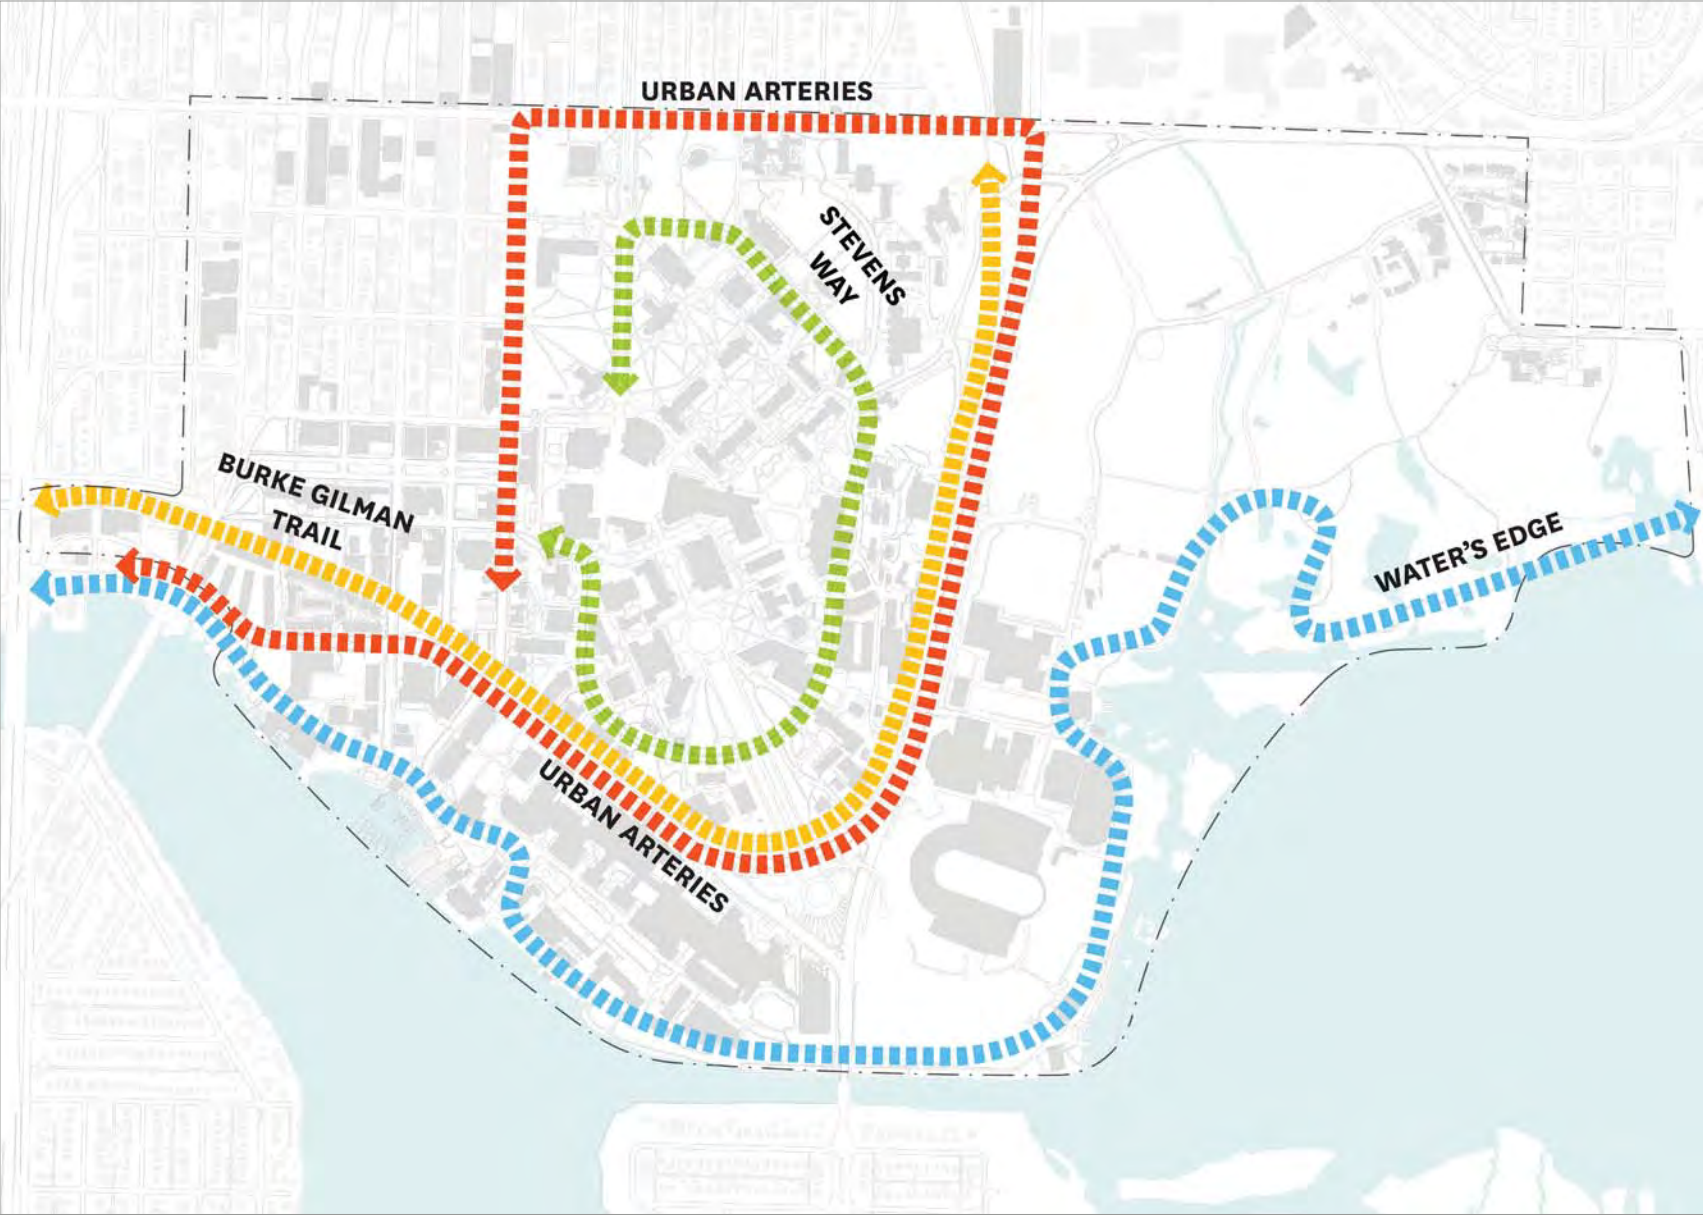 URBAN ARTERIES
STEVENS
WAY
BURKE GILMAN
TRAIL
WATER'S EDGE
URBAN ARTERIES